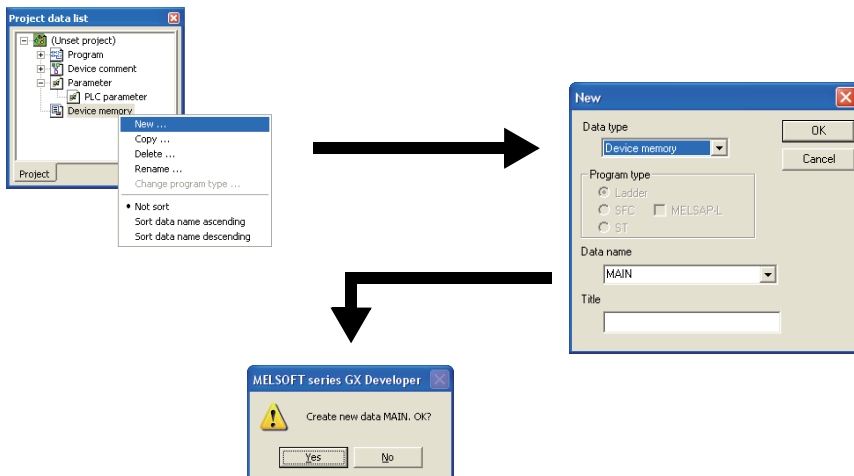 Project data list
(Unset project)
Program
Device comment
Parameter
PLC parameter
Device memory
Project
New ...
Copy ...
Delete ...
Rename ...
Change program type ...
• Not sort
Sort data name ascending
Sort data name descending
New
Data type
Device memory
OK
Cancel
Program type
Ladder
SFC MELSAP-L
ST
Data name
MAIN
Title
MELSOFT series GX Developer
Create new data MAIN. OK?
Yes No